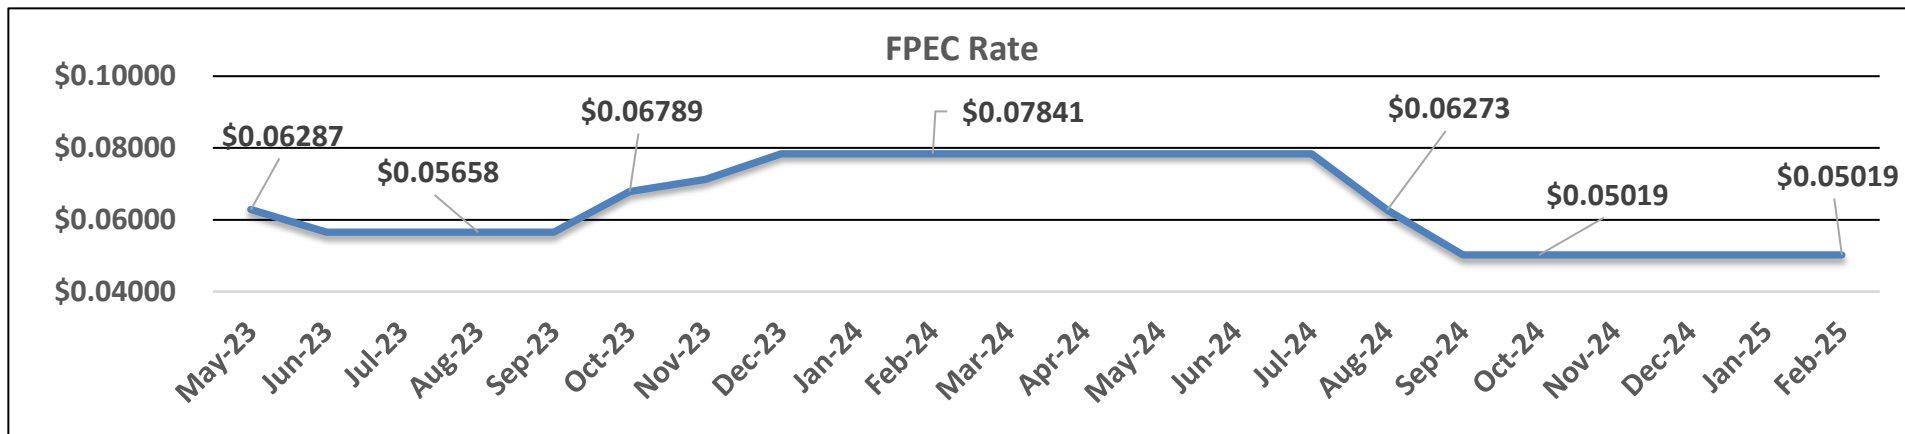 FPEC Rate
$0.10000
$0.08000
$0.06000
$0.04000
$0.06287
$0.05658
$0.06789
$0.07841
$0.06273
$0.05019
$0.05019
May-23
Jun-23
Jul-23
Aug-23
Sep-23
Oct-23
Nov-23
Dec-23
Jan-24
Feb-24
Mar-24
Apr-24
May-24
Jun-24
Jul-24
Aug-24
Sep-24
Oct-24
Nov-24
Dec-24
Jan-25
Feb-25